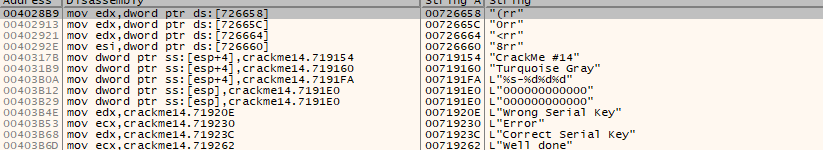 Address Disassembly String A String
004028B9 mov edx,dword ptr ds:[726658] 00726658 "(rr"
00402913 mov edx,dword ptr ds:[72665C] 0072665C "0rr"
00402921 mov edx,dword ptr ds:[726664] 00726664 "<rr"
0040292E mov esi,dword ptr ds:[726660] 00726660 "8rr"
0040317B mov dword ptr ss:[esp+4],crackme14.719154 00719154 "CrackMe #14"
004031B9 mov dword ptr ss:[esp+4],crackme14.719160 00719160 "Turquoise Gray"
00403B0A mov dword ptr ss:[esp+4],crackme14.7191FA 007191FA L"%s-%d%d%d"
00403B12 mov dword ptr ss:[esp],crackme14.7191E0 007191E0 L"000000000000"
00403B29 mov dword ptr ss:[esp],crackme14.7191E0 007191E0 L"000000000000"
00403B4E mov edx,crackme14.71920E 0071920E L"Wrong Serial Key"
00403B53 mov ecx,crackme14.719230 00719230 L"Error"
00403B68 mov edx,crackme14.71923C 0071923C L"Correct Serial Key"
00403B6D mov ecx,crackme14.719262 00719262 L"Well done"